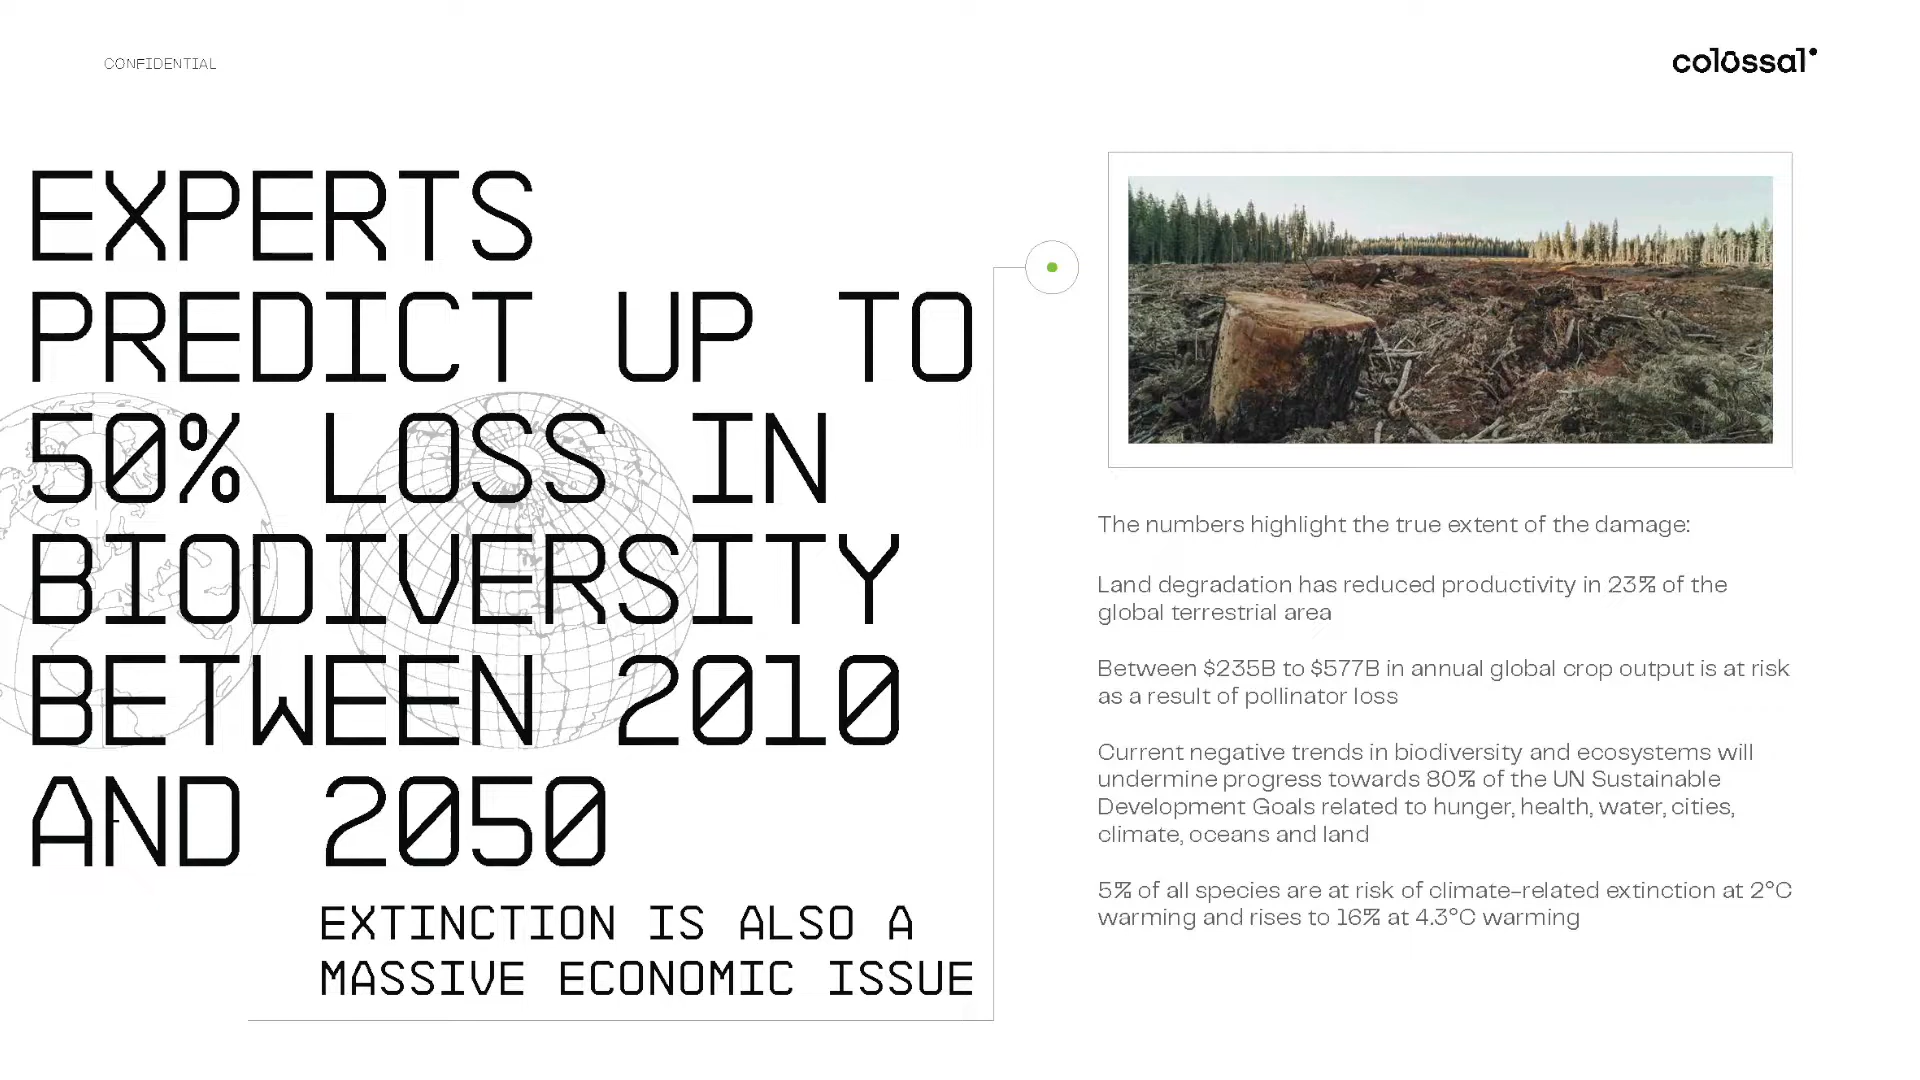 CONFIDENTIAL
colossal
EXPERTS
PREDICT UP TO
50% LOSS IN
BIODIVERSITY
BETWEEN 2010
AND 2050
EXTINCTION IS ALSO A
MASSIVE ECONOMIC ISSUE
The numbers highlight the true extent of the damage:
Land degradation has reduced productivity in 23% of the
global terrestrial area
Between $235B to $577B in annual global crop output is at risk
as a result of pollinator loss
Current negative trends in biodiversity and ecosystems will
undermine progress towards 80% of the UN Sustainable
Development Goals related to hunger, health, water, cities,
climate, oceans and land
5% of all species are at risk of climate-related extinction at 2°C
warming and rises to 16% at 4.3°C warming